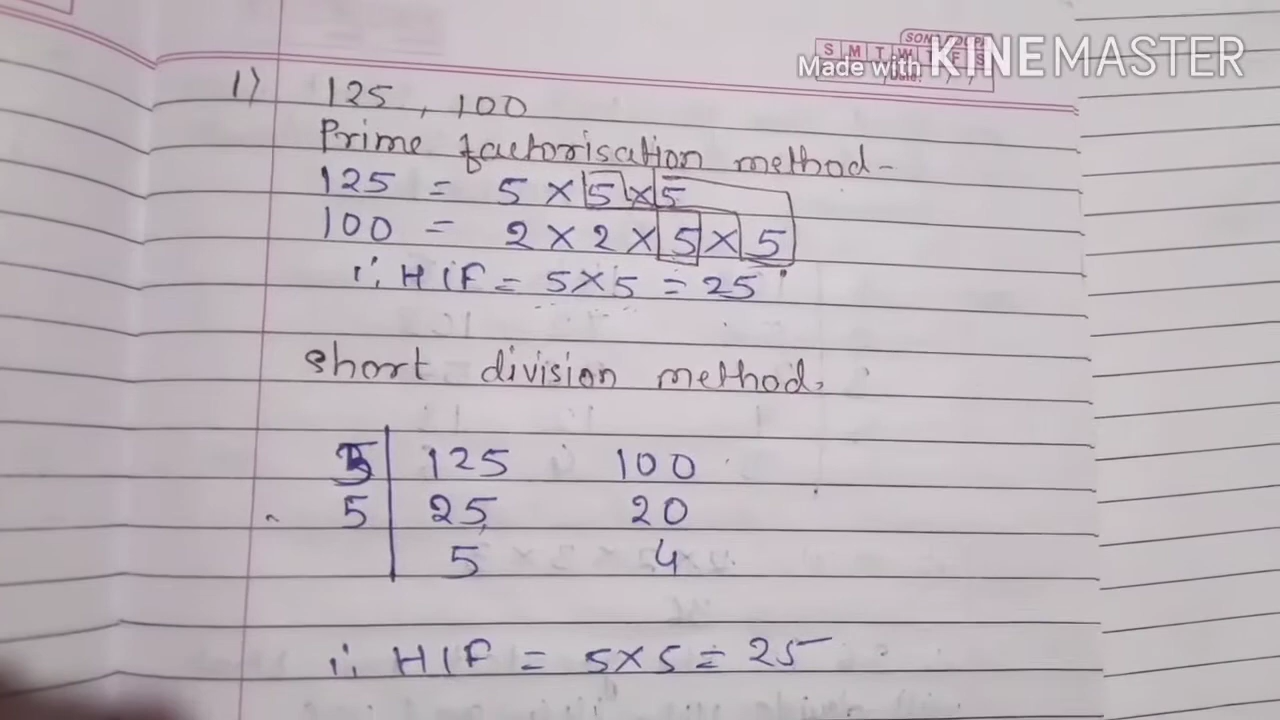 Made with KINEMASTER
S M T W T F S
Date:
1) 125, 100
Prime factorisation method-
125 = 5 × 5 × 5
100 = 2 × 2 × 5 × 5
∴ HCF = 5×5 = 25
short division method.
5 125 100
5 25 20
5 4
∴ HCF = 5×5 = 25